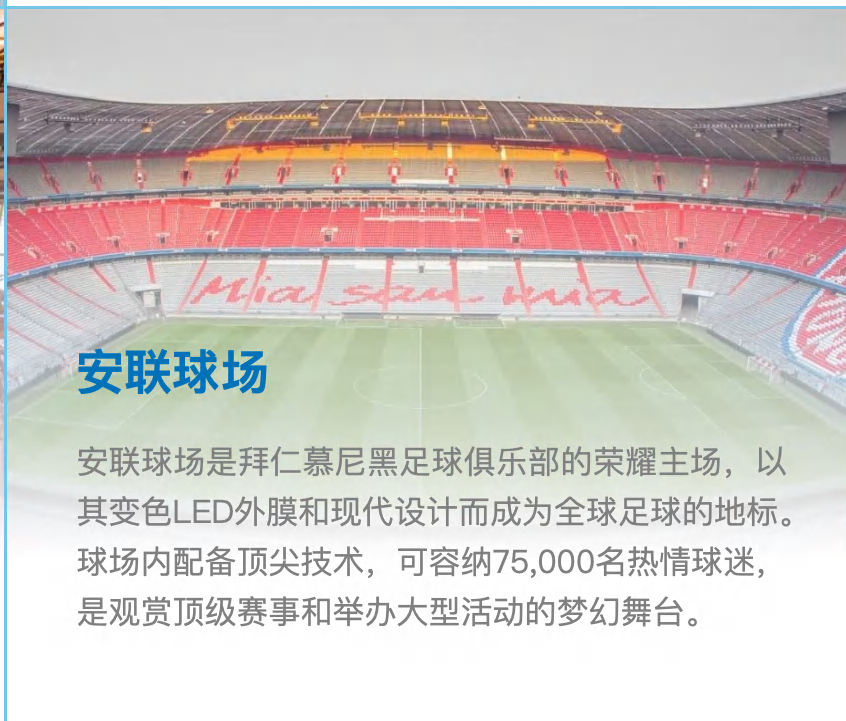 Mia san mia
安联球场
安联球场是拜仁慕尼黑足球俱乐部的荣耀主场，以
其变色LED外膜和现代设计而成为全球足球的地标。
球场内配备顶尖技术，可容纳75,000名热情球迷，
是观赏顶级赛事和举办大型活动的梦幻舞台。